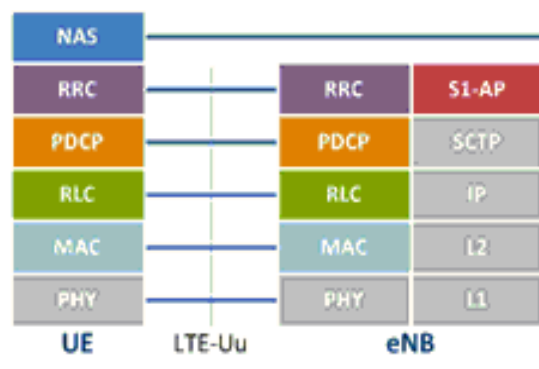 NAS
RRC RRC S1-AP
PDCP PDCP SCTP
RLC RLC IP
MAC MAC L2
PHY PHY L1
UE LTE-Uu eNB